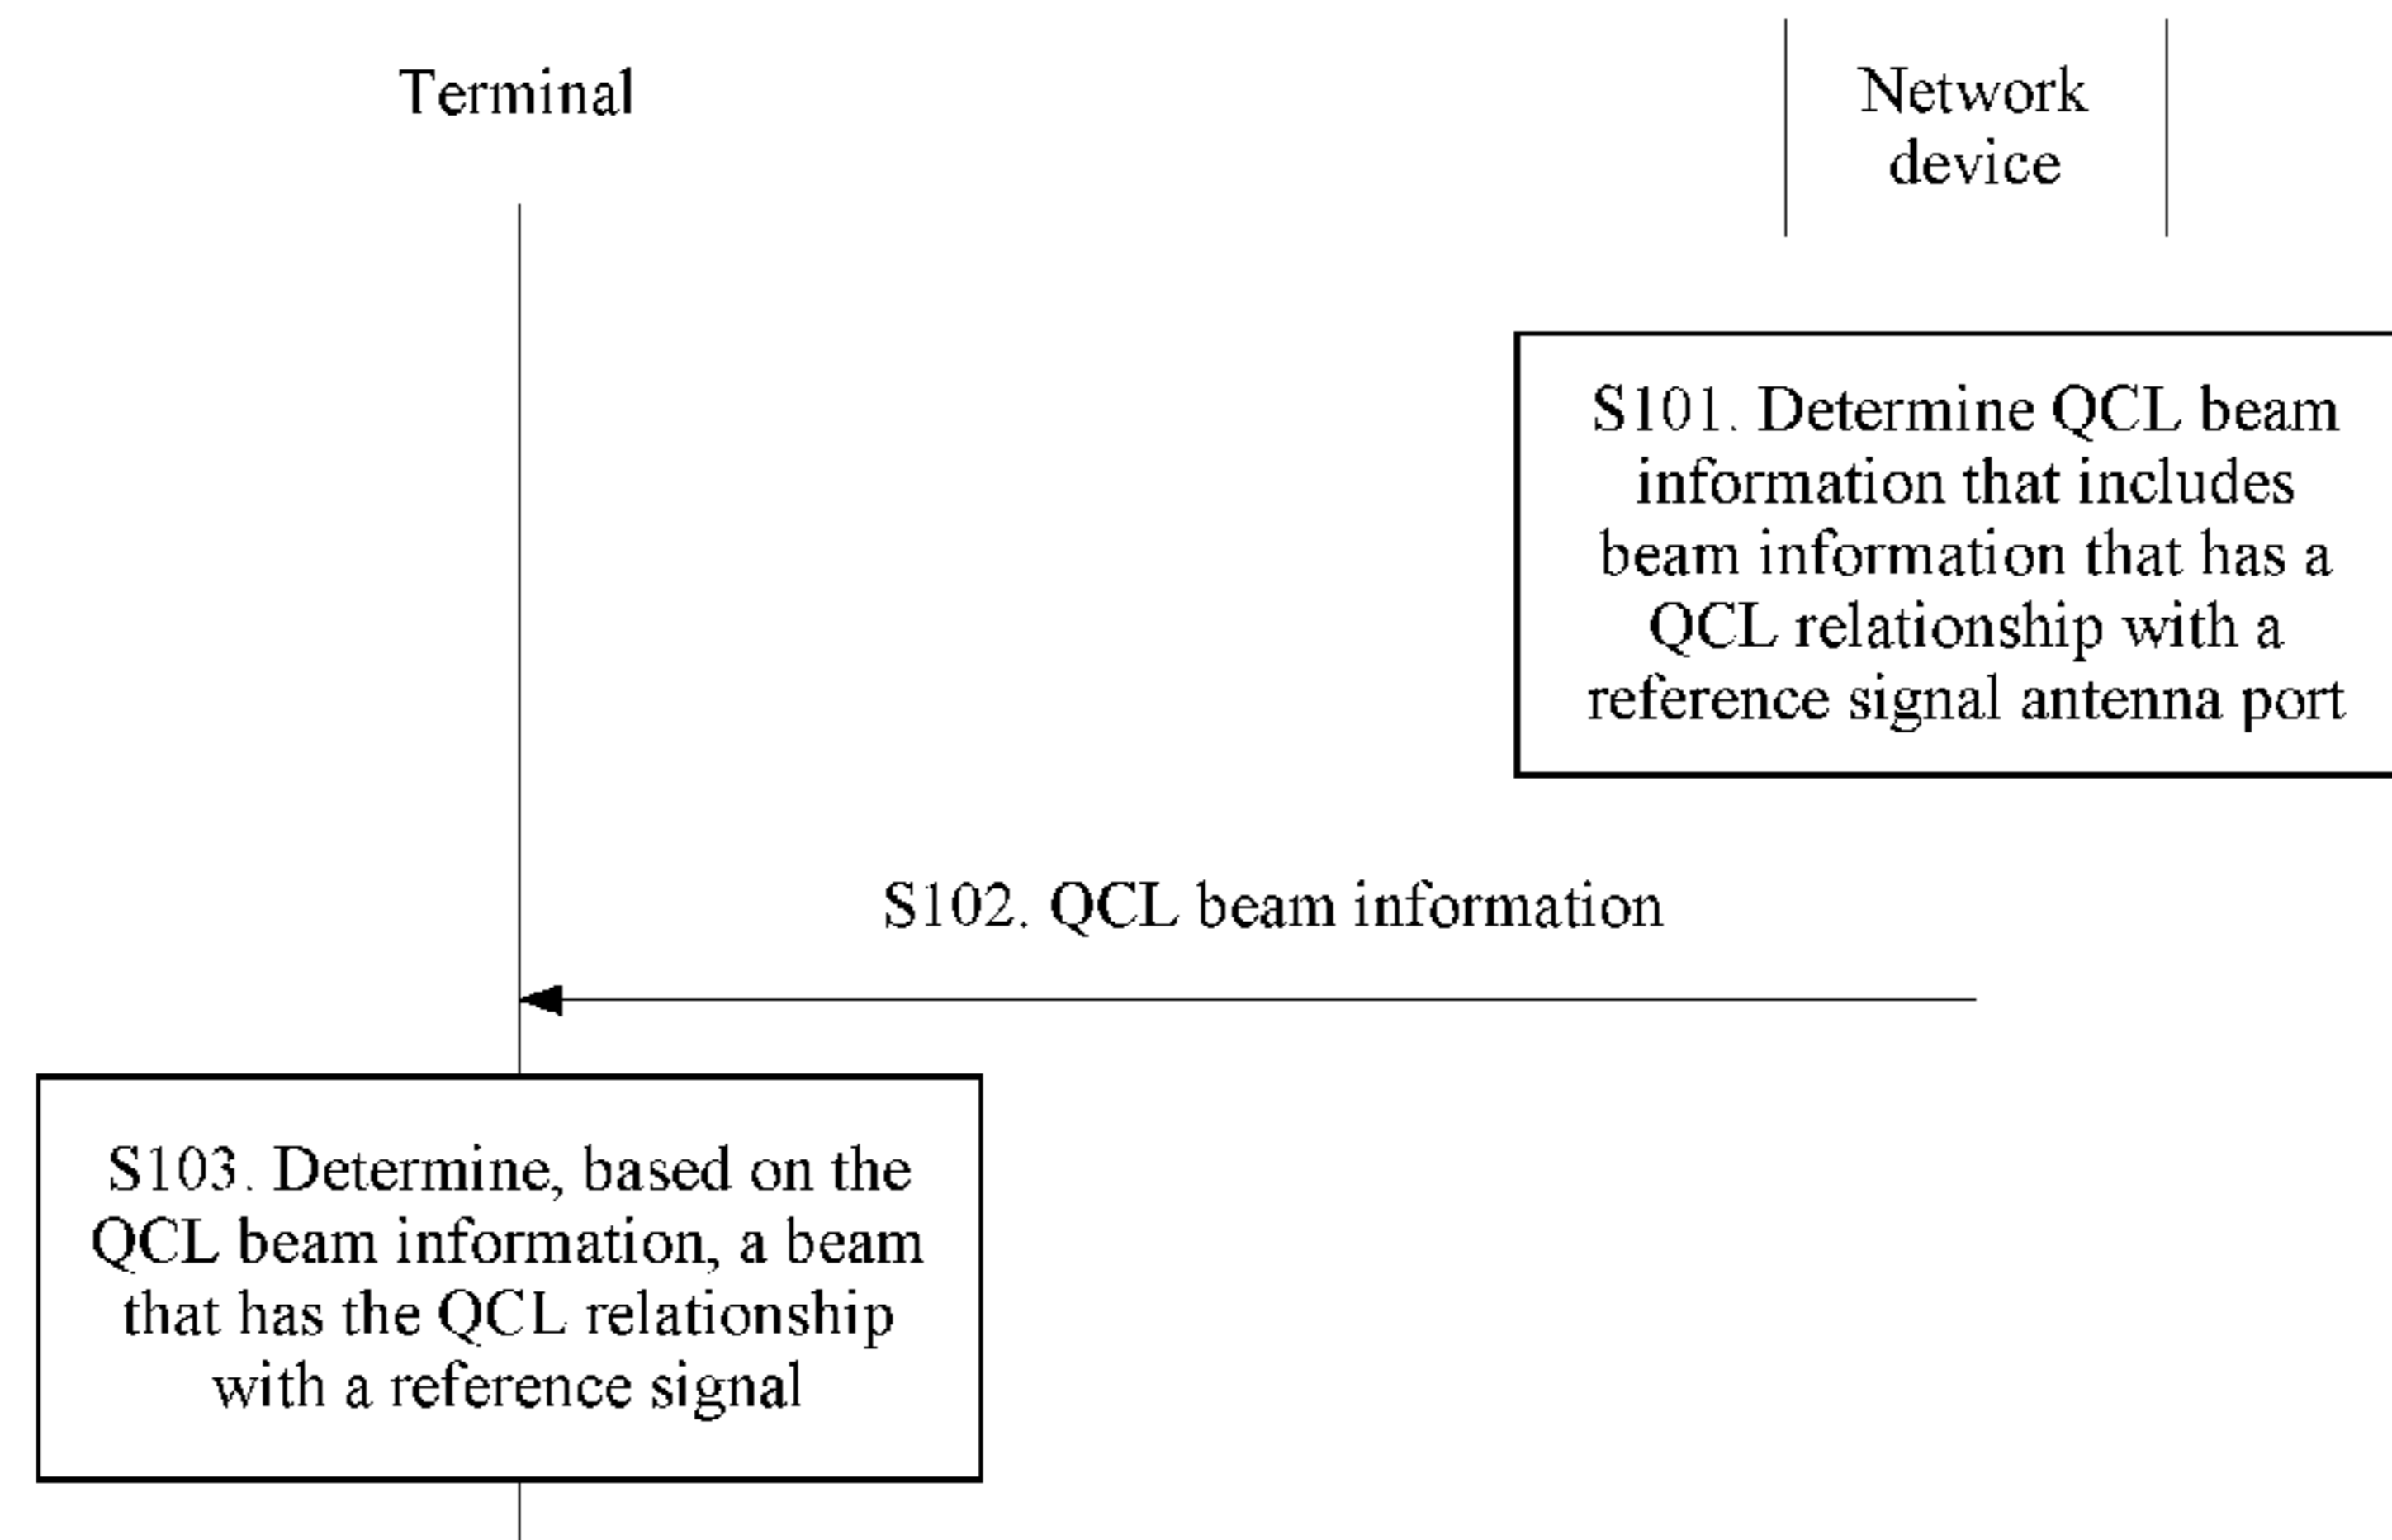 Terminal
Network
device
S101. Determine QCL beam
information that includes
beam information that has a
QCL relationship with a
reference signal antenna port
S102. QCL beam information
S103. Determine, based on the
QCL beam information, a beam
that has the QCL relationship
with a reference signal